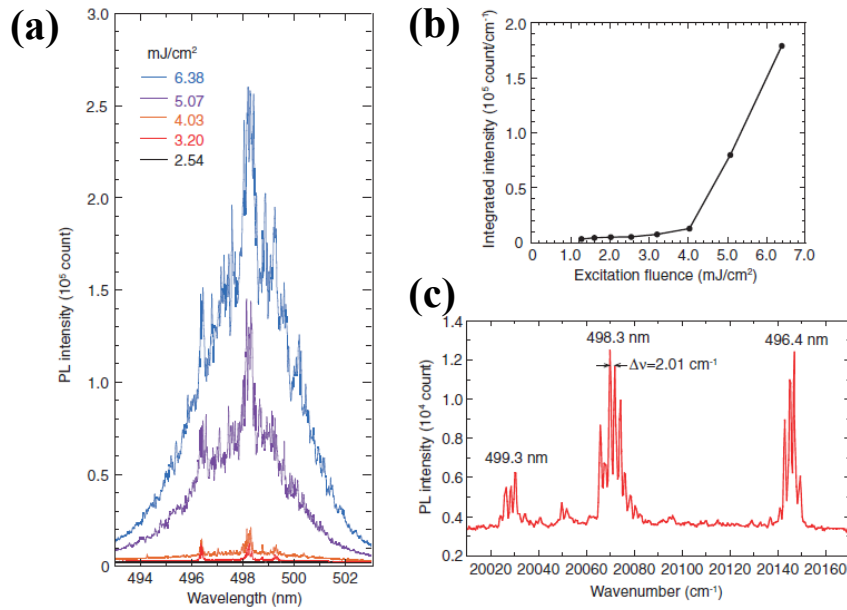 (a)
3.0
2.5
2.0
1.5
1.0
0.5
0
PL intensity (10⁵ count)
mJ/cm²
6.38
5.07
4.03
3.20
2.54
494 496 498 500 502
Wavelength (nm)
(b)
2.0
1.5
1.0
0.5
0
Integrated intensity (10⁵ count/cm⁻¹)
0 1.0 2.0 3.0 4.0 5.0 6.0 7.0
Excitation fluence (mJ/cm²)
(c)
1.4
1.2
1.0
0.8
0.6
0.4
0.2
PL intensity (10⁴ count)
498.3 nm
496.4 nm
Δν=2.01 cm⁻¹
499.3 nm
20020 20040 20060 20080 20100 20120 20140 20160
Wavenumber (cm⁻¹)